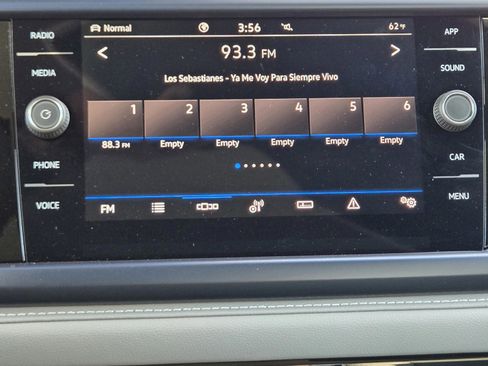 RADIO
Normal 3:56 62°F
APP
93.3 FM
MEDIA
SOUND
Los Sebastianes - Ya Me Voy Para Siempre Vivo
1 2 3 4 5 6
88.3 FM Empty Empty Empty Empty Empty
PHONE
CAR
VOICE
FM
MENU